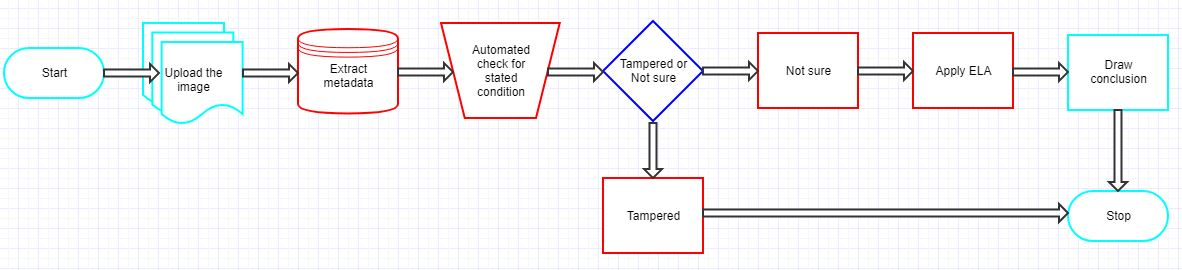 Start
Upload the
image
Extract
metadata
Automated
check for
stated
condition
Tampered or
Not sure
Not sure
Apply ELA
Draw
conclusion
Tampered
Stop